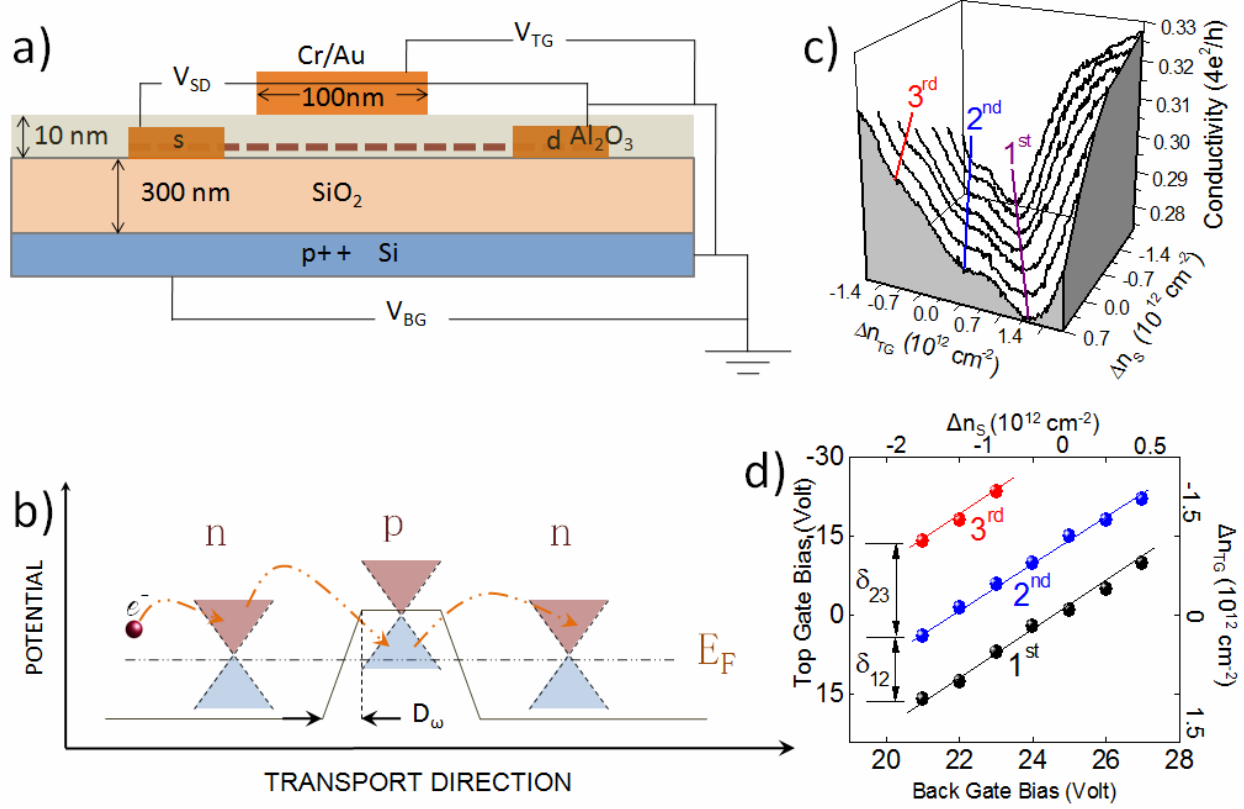 a)
V_TG
Cr/Au
V_SD
100nm
10 nm
s
d Al₂O₃
300 nm
SiO₂
p++ Si
V_BG
b)
n
p
n
e⁻
E_F
D_ω
POTENTIAL
TRANSPORT DIRECTION
c)
3rd
2nd
1st
0.33
0.32
0.31
0.30
0.29
0.28
Conductivity (4e²/h)
-1.4
-0.7
0.0
0.7
1.4
Δn_TG (10¹² cm⁻²)
-1.4
-0.7
0.0
0.7
Δn_S (10¹² cm⁻²)
d)
Δn_S (10¹² cm⁻²)
-2
-1
0
0.5
-30
15
0
15
Top Gate Bias, (Volt)
3rd
2nd
1st
δ₂₃
δ₁₂
-1.5
0
1.5
Δn_TG (10¹² cm⁻²)
20
22
24
26
28
Back Gate Bias (Volt)